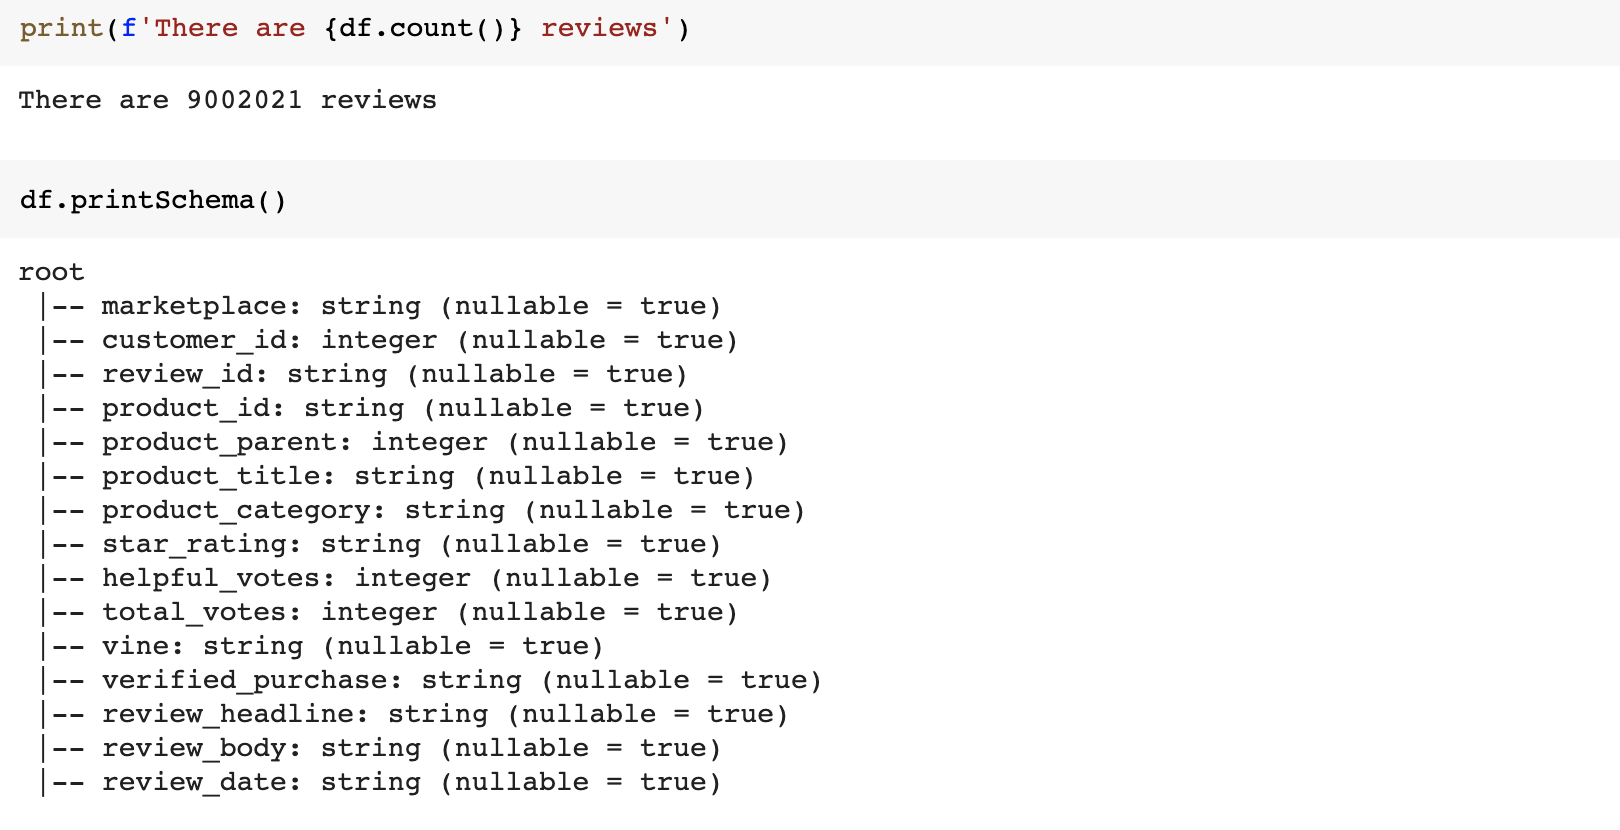 print(f'There are {df.count()} reviews')
There are 9002021 reviews
df.printSchema()
root
 |-- marketplace: string (nullable = true)
 |-- customer_id: integer (nullable = true)
 |-- review_id: string (nullable = true)
 |-- product_id: string (nullable = true)
 |-- product_parent: integer (nullable = true)
 |-- product_title: string (nullable = true)
 |-- product_category: string (nullable = true)
 |-- star_rating: string (nullable = true)
 |-- helpful_votes: integer (nullable = true)
 |-- total_votes: integer (nullable = true)
 |-- vine: string (nullable = true)
 |-- verified_purchase: string (nullable = true)
 |-- review_headline: string (nullable = true)
 |-- review_body: string (nullable = true)
 |-- review_date: string (nullable = true)